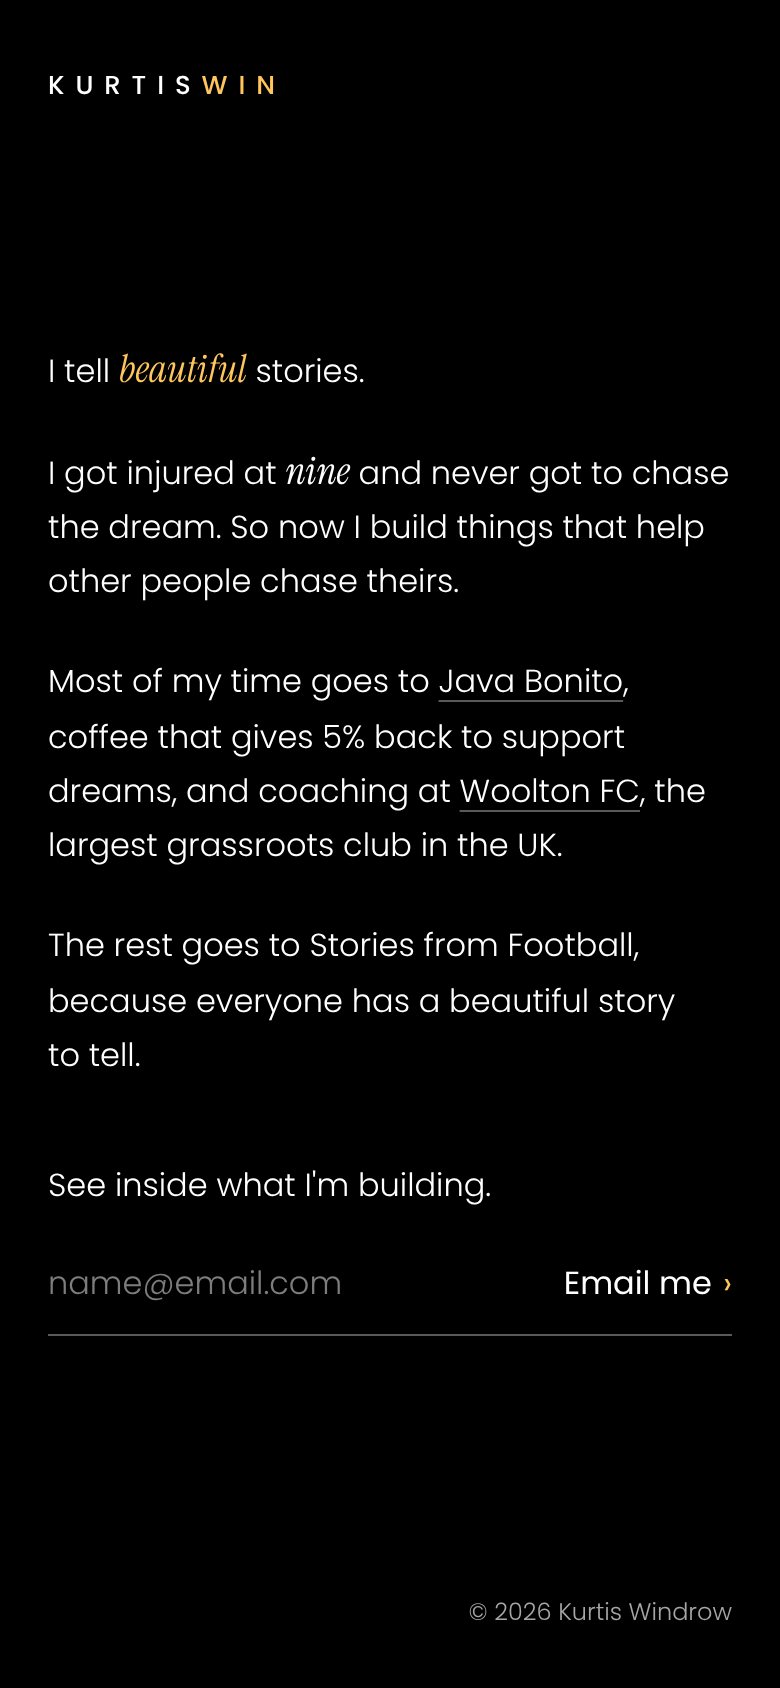 KURTISWIN
I tell beautiful stories.
I got injured at nine and never got to chase
the dream. So now I build things that help
other people chase theirs.
Most of my time goes to Java Bonito,
coffee that gives 5% back to support
dreams, and coaching at Woolton FC, the
largest grassroots club in the UK.
The rest goes to Stories from Football,
because everyone has a beautiful story
to tell.
See inside what I'm building.
name@email.com Email me ›
© 2026 Kurtis Windrow